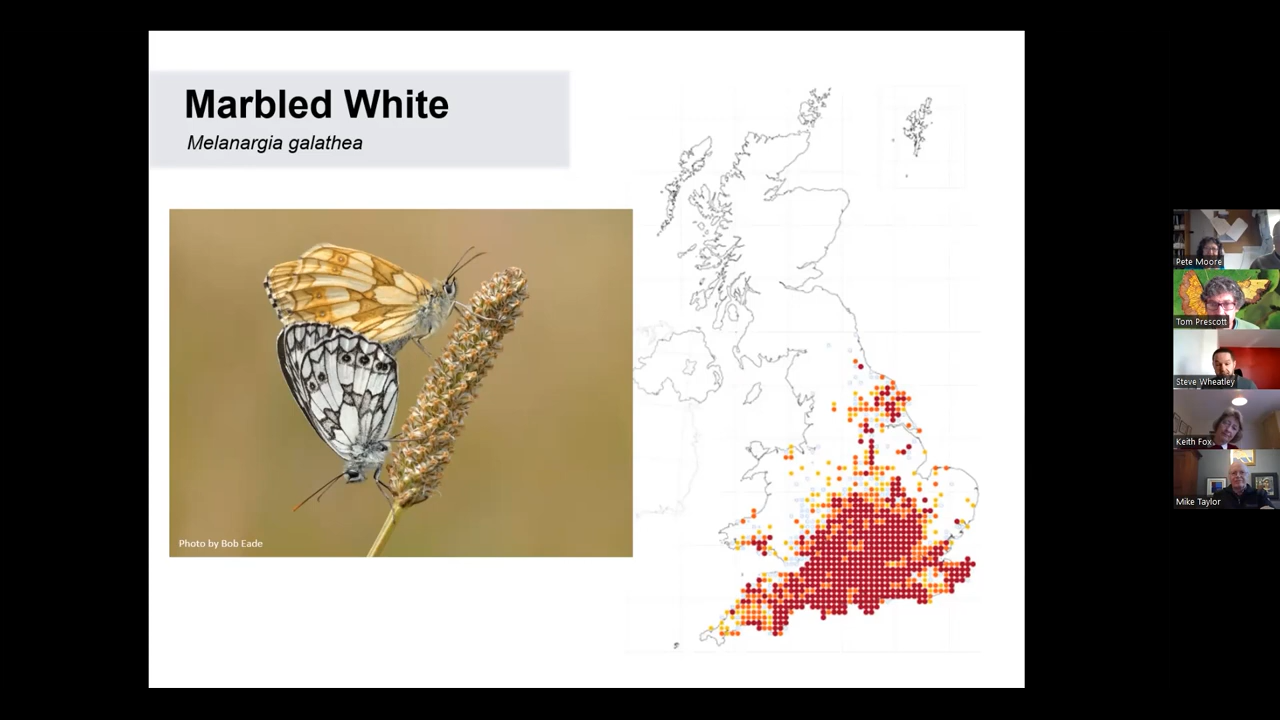 Marbled White
Melanargia galathea
Photo by Bob Eade
Pete Moore
Tom Prescott
Steve Wheatley
Keith Fox
Mike Taylor